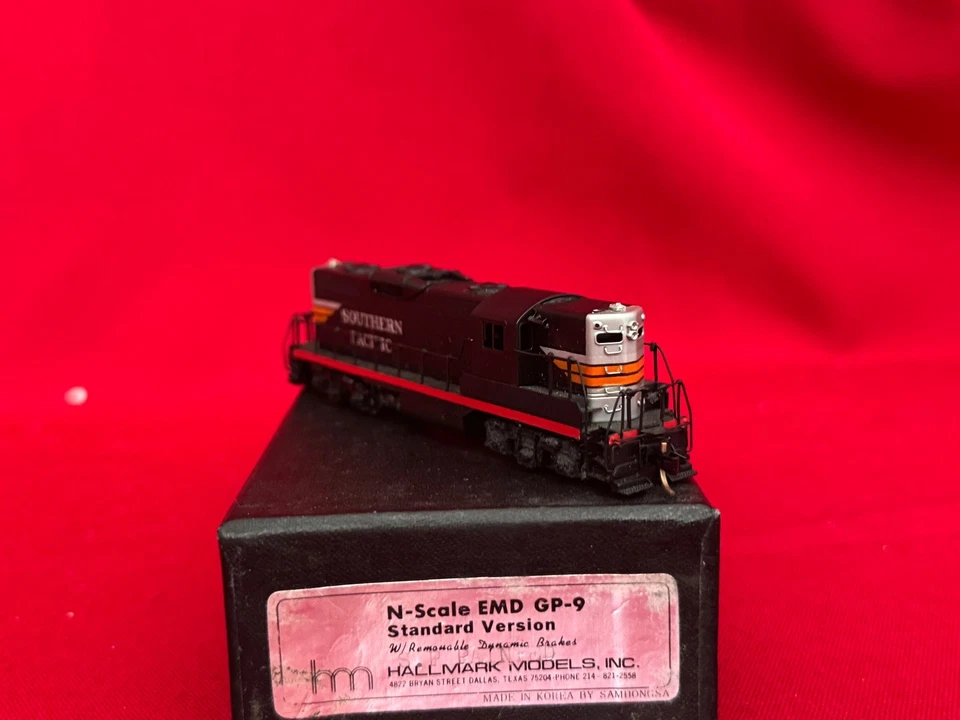 SOUTHERN
N-Scale EMD GP-9
Standard Version
W/Removable Dynamic Brakes
hm HALLMARK MODELS, INC.
4822 BRYAN STREET DALLAS, TEXAS 75204-PHONE 214-821-2558
MADE IN KOREA BY SAMHONGSA